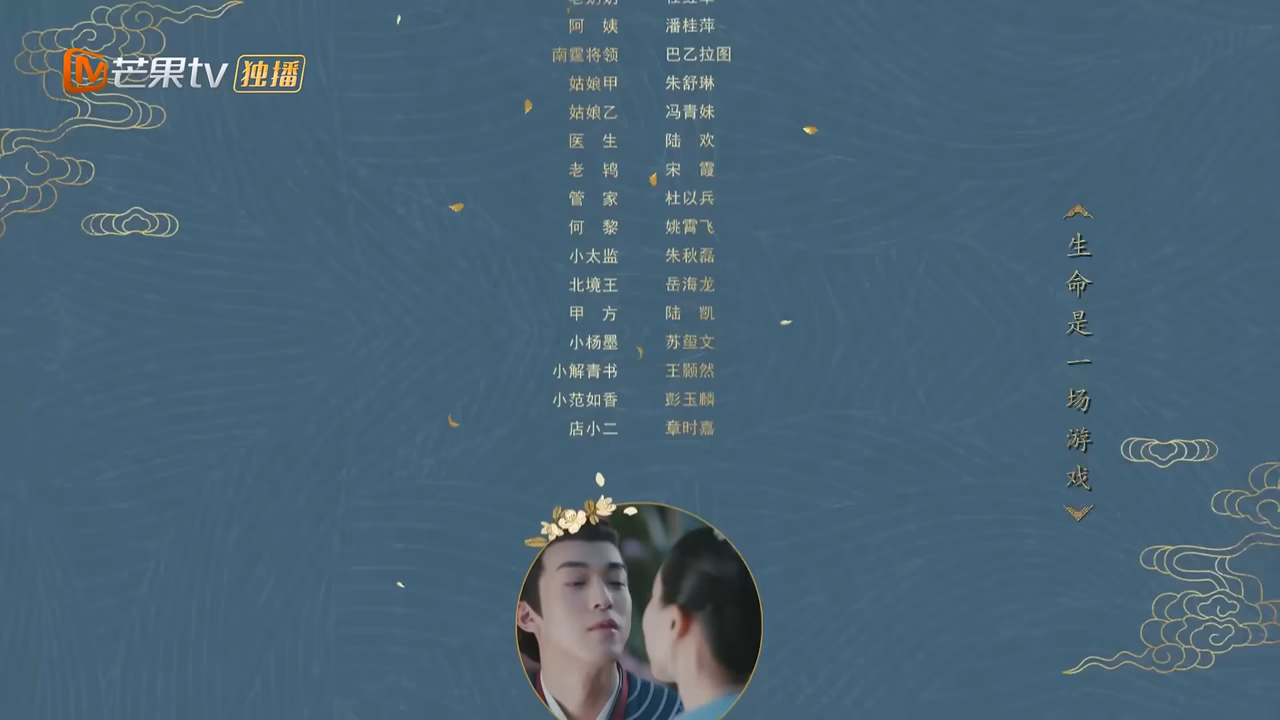 芒果tv 独播
阿 姨 潘桂萍
南霆将领 巴乙拉图
姑娘甲 朱舒琳
姑娘乙 冯青妹
医 生 陆 欢
老 鸨 宋 霞
管 家 杜以兵
何 黎 姚霄飞
小太监 朱秋磊
北境王 岳海龙
甲 方 陆 凯
小杨墨 苏玺文
小解青书 王颢然
小范如香 彭玉麟
店小二 章时嘉
《生命是一场游戏》